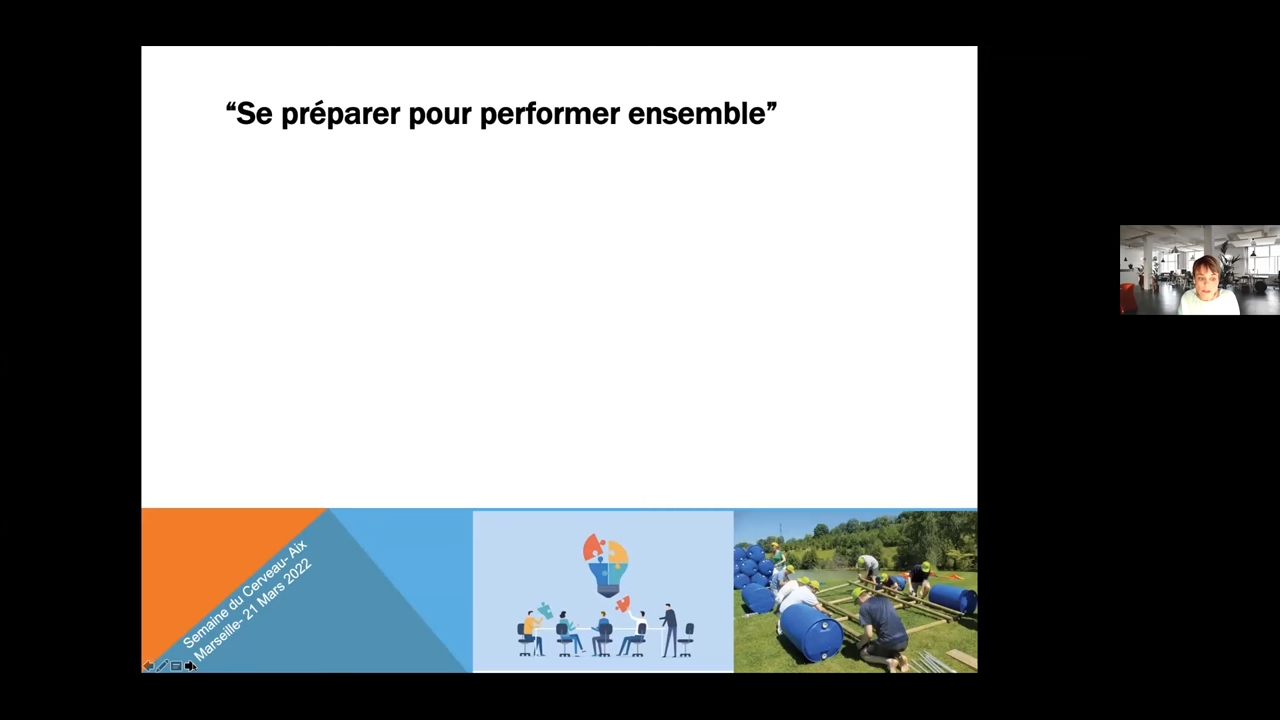 “Se préparer pour performer ensemble”
Semaine du Cerveau- Aix
Marseille- 21 Mars 2022